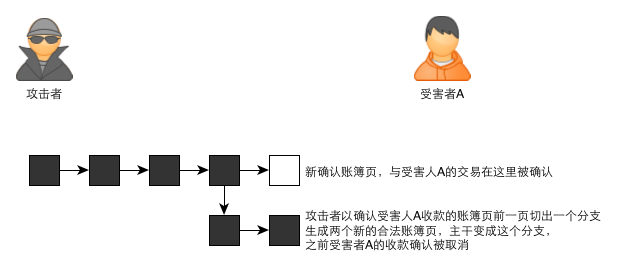 攻击者
受害者A
新确认账簿页，与受害人A的交易在这里被确认
攻击者以确认受害人A收款的账簿页前一页切出一个分支
生成两个新的合法账簿页，主干变成这个分支，
之前受害者A的收款确认被取消